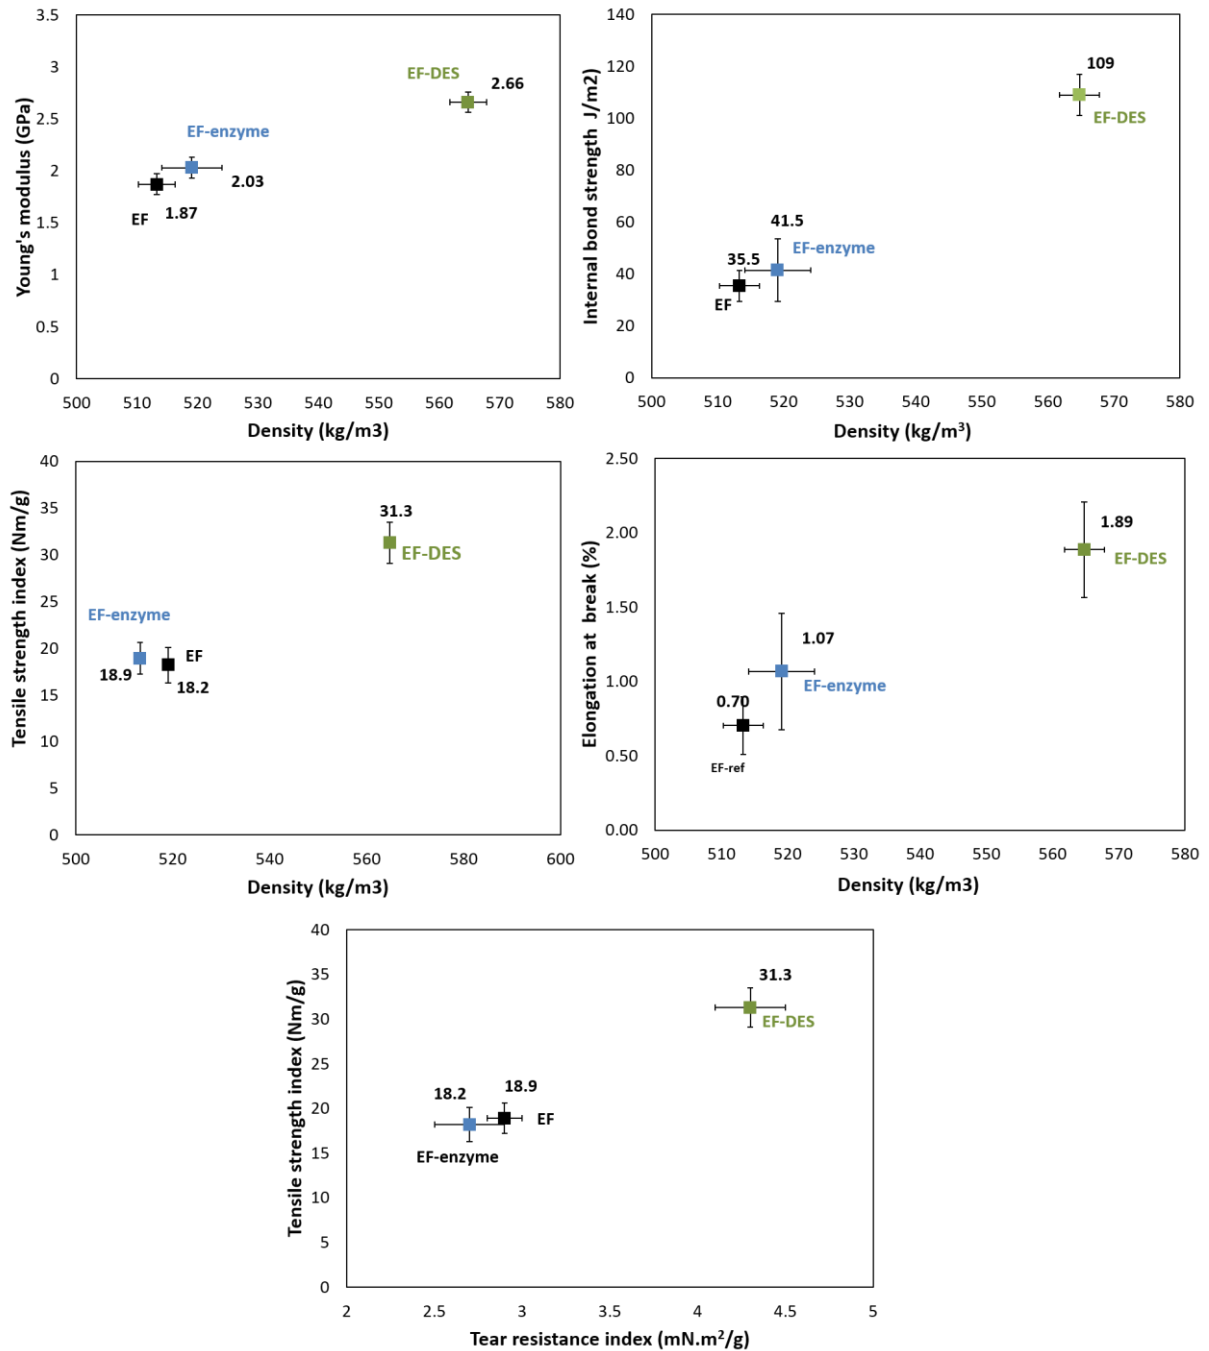 Young's modulus (GPa)
3.5
3
2.5
2
1.5
1
0.5
0
EF-DES
2.66
EF-enzyme
2.03
EF
1.87
500 510 520 530 540 550 560 570 580
Density (kg/m3)
Internal bond strength J/m2)
140
120
100
80
60
40
20
0
109
EF-DES
41.5
EF-enzyme
35.5
EF
500 510 520 530 540 550 560 570 580
Density (kg/m³)
Tensile strength index (Nm/g)
40
35
30
25
20
15
10
5
0
31.3
EF-DES
EF-enzyme
18.9
EF
18.2
500 520 540 560 580 600
Density (kg/m3)
Elongation at break (%)
2.50
2.00
1.50
1.00
0.50
0.00
1.89
EF-DES
1.07
EF-enzyme
0.70
EF-ref
500 510 520 530 540 550 560 570 580
Density (kg/m3)
Tensile strength index (Nm/g)
40
35
30
25
20
15
10
5
0
31.3
EF-DES
18.2
18.9
EF
EF-enzyme
2 2.5 3 3.5 4 4.5 5
Tear resistance index (mN.m²/g)